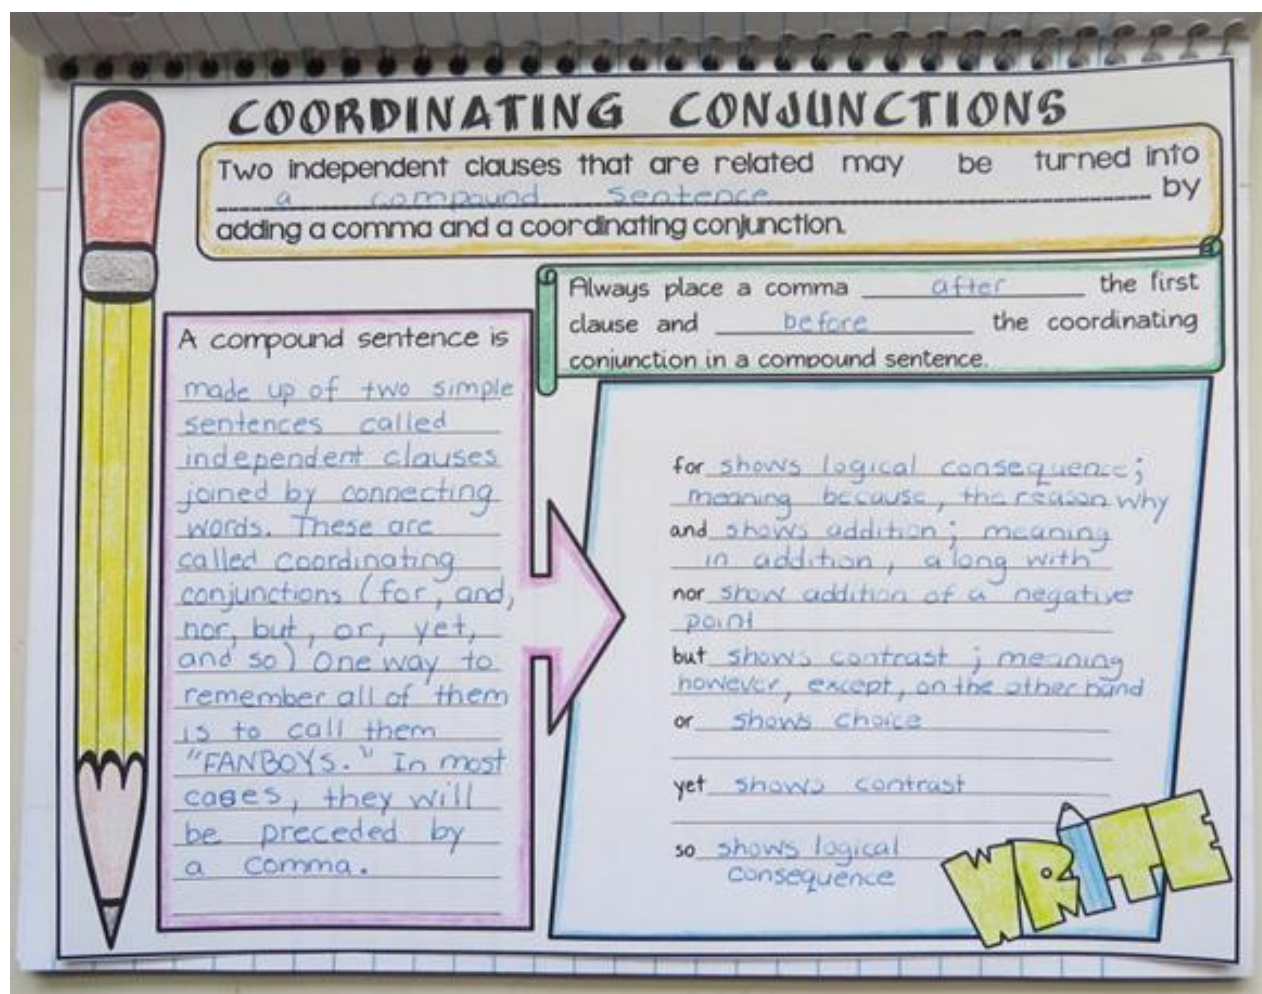 COORDINATING CONJUNCTIONS
Two independent clauses that are related may be turned into
a compound sentence by
adding a comma and a coordinating conjunction.
Always place a comma after the first
clause and before the coordinating
conjunction in a compound sentence.
A compound sentence is
made up of two simple
sentences called
independent clauses
joined by connecting
words. These are
called Coordinating
conjunctions (for, and,
nor, but, or, yet,
and so) One way to
remember all of them
is to call them
"FANBOYS." In most
cases, they will
be preceded by
a comma.
for shows logical consequence;
meaning because, the reason why
and shows addition; meaning
in addition, along with
nor show addition of a negative
point
but shows contrast; meaning
however, except, on the other hand
or shows choice
yet shows contrast
so shows logical
consequence
WRITE